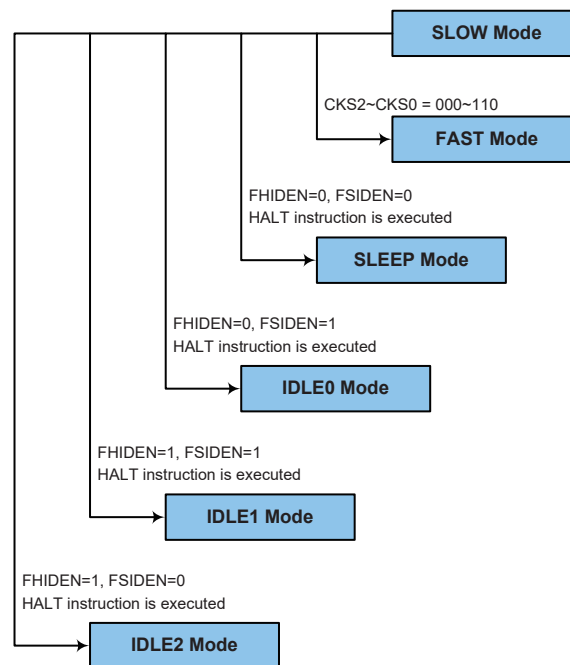 SLOW Mode
CKS2~CKS0 = 000~110
FAST Mode
FHIDEN=0, FSIDEN=0
HALT instruction is executed
SLEEP Mode
FHIDEN=0, FSIDEN=1
HALT instruction is executed
IDLE0 Mode
FHIDEN=1, FSIDEN=1
HALT instruction is executed
IDLE1 Mode
FHIDEN=1, FSIDEN=0
HALT instruction is executed
IDLE2 Mode